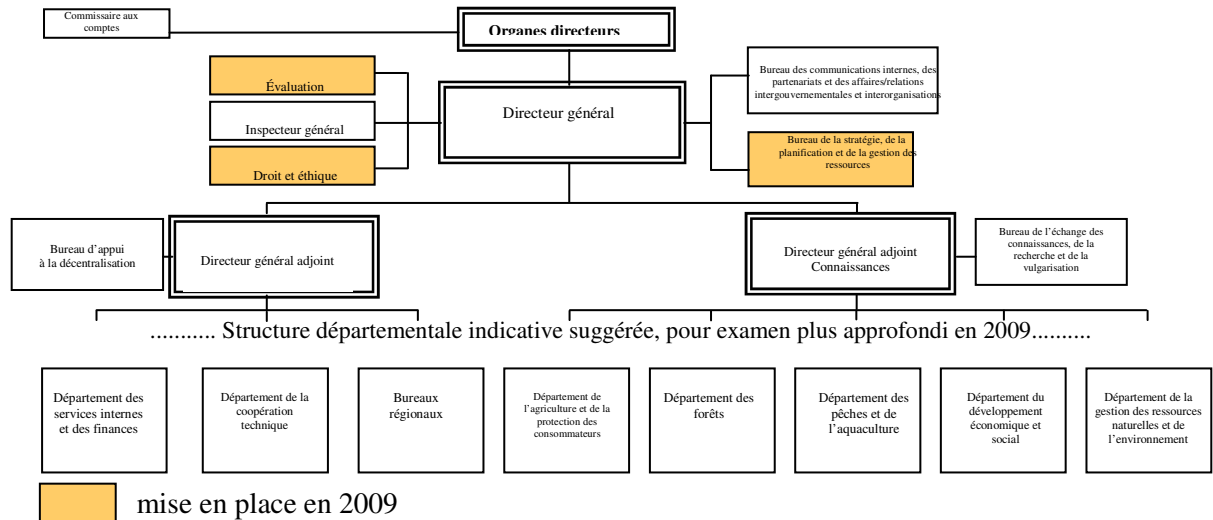 Commissaire aux
comptes
Organes directeurs
Évaluation
Inspecteur général
Droit et éthique
Directeur général
Bureau des communications internes, des
partenariats et des affaires/relations
intergouvernementales et interorganisations
Bureau de la stratégie, de la
planification et de la gestion des
ressources
Bureau d'appui
à la décentralisation
Directeur général adjoint
Directeur général adjoint
Connaissances
Bureau de l'échange des
connaissances, de la
recherche et de la
vulgarisation
........... Structure départementale indicative suggérée, pour examen plus approfondi en 2009...........
Département des
services internes
et des finances
Département de la
coopération
technique
Bureaux
régionaux
Département de
l'agriculture et de la
protection des
consommateurs
Département des
forêts
Département des
pêches et de
l'aquaculture
Département du
développement
économique et
social
Département de la
gestion des ressources
naturelles et de
l'environnement
mise en place en 2009